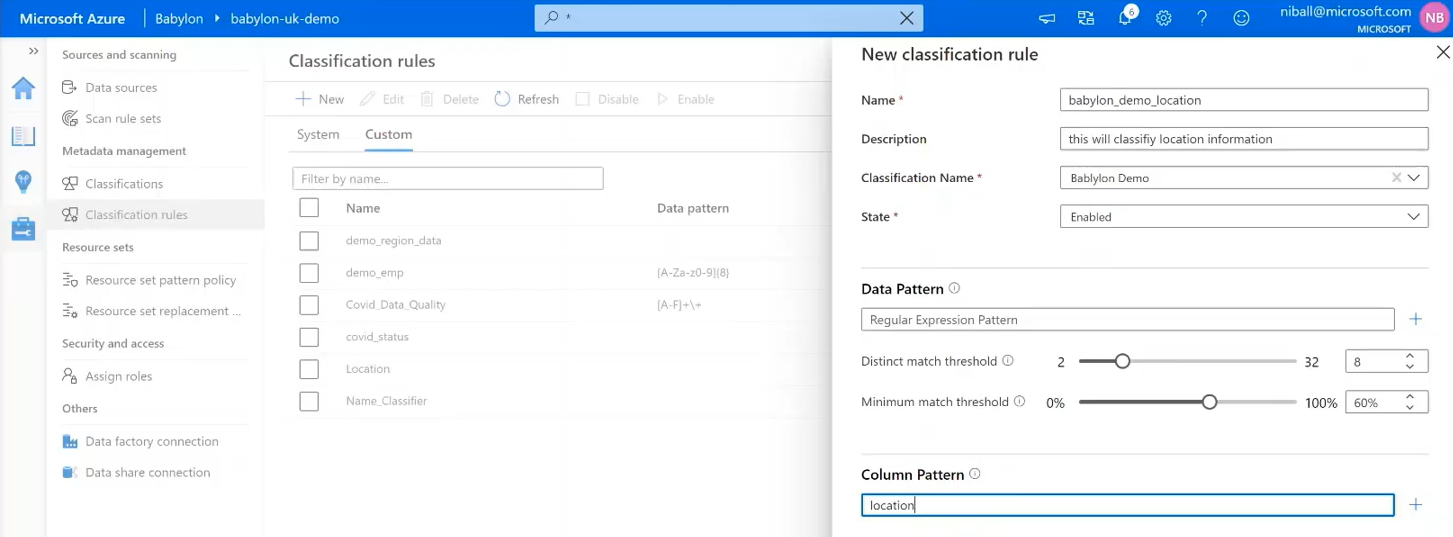 Microsoft Azure Babylon babylon-uk-demo * 6 niball@microsoft.com NB
MICROSOFT
Sources and scanning
Data sources
Scan rule sets
Metadata management
Classifications
Classification rules
Resource sets
Resource set pattern policy
Resource set replacement ...
Security and access
Assign roles
Others
Data factory connection
Data share connection
Classification rules
New Edit Delete Refresh Disable Enable
System Custom
Filter by name...
Name Data pattern
demo_region_data
demo_emp [A-Za-z0-9]{8}
Covid_Data_Quality [A-F]+\+
covid_status
Location
Name_Classifier
New classification rule
Name * babylon_demo_location
Description this will classifiy location information
Classification Name * Bablylon Demo
State * Enabled
Data Pattern
Regular Expression Pattern
Distinct match threshold 2 32 8
Minimum match threshold 0% 100% 60%
Column Pattern
location